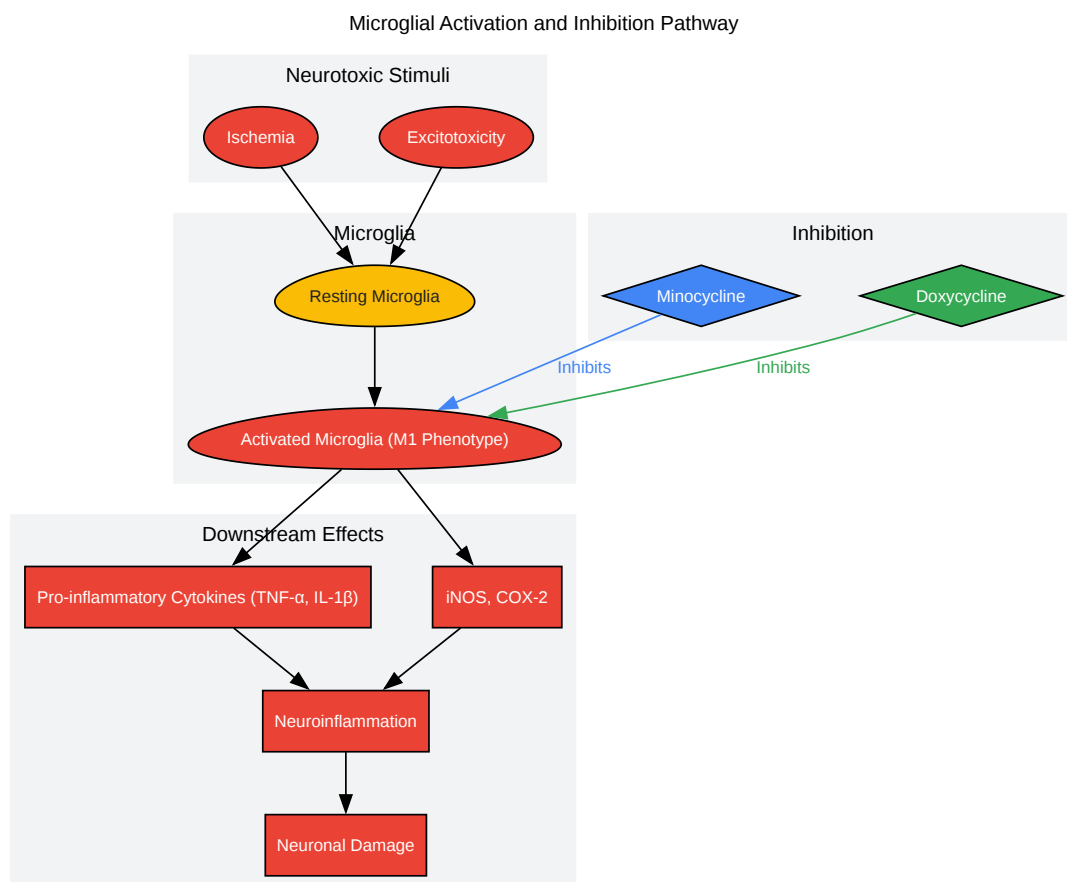 Microglial Activation and Inhibition Pathway
Neurotoxic Stimuli
Ischemia
Excitotoxicity
Microglia
Inhibition
Resting Microglia
Minocycline
Doxycycline
Inhibits
Inhibits
Activated Microglia (M1 Phenotype)
Downstream Effects
Pro-inflammatory Cytokines (TNF-α, IL-1β)
iNOS, COX-2
Neuroinflammation
Neuronal Damage